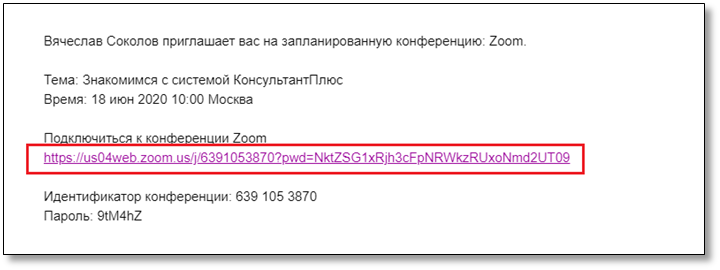 Вячеслав Соколов приглашает вас на запланированную конференцию: Zoom.
Тема: Знакомимся с системой КонсультантПлюс
Время: 18 июн 2020 10:00 Москва
Подключиться к конференции Zoom
https://us04web.zoom.us/j/6391053870?pwd=NktZSG1xRjh3cFpNRWkzRUxoNmd2UT09
Идентификатор конференции: 639 105 3870
Пароль: 9tM4hZ